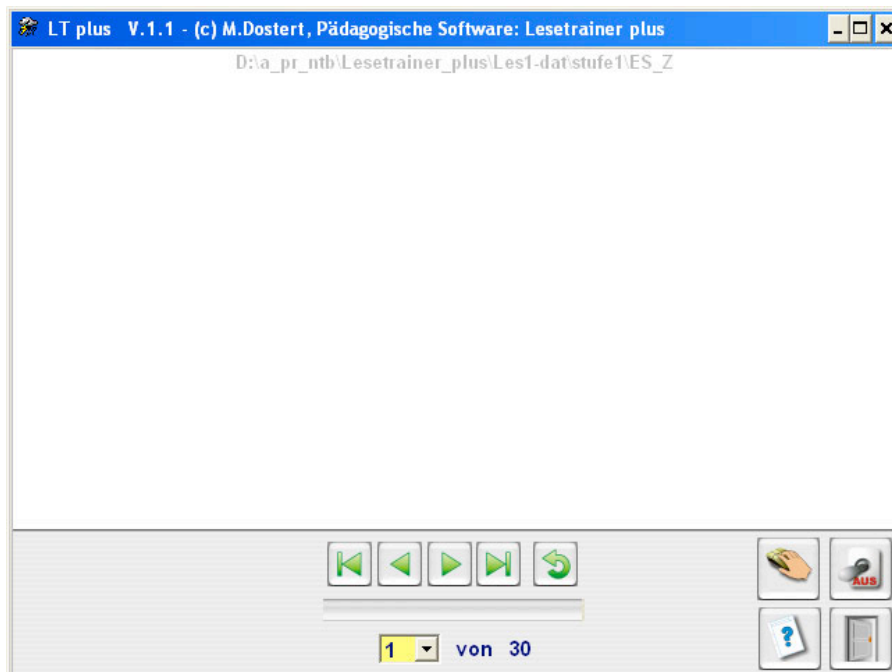 LT plus V.1.1 - (c) M.Dostert, Pädagogische Software: Lesetrainer plus
D:\a_pr_ntb\Lesetrainer_plus\Les1-dat\stufe1\ES_Z
AUS
?
1 von 30